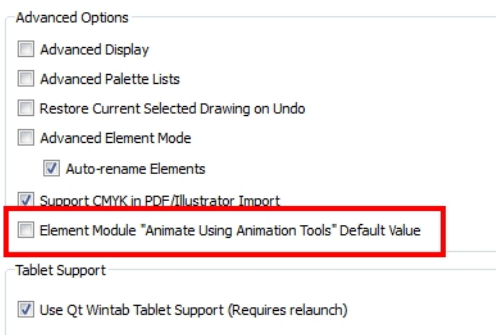 Advanced Options
Advanced Display
Advanced Palette Lists
Restore Current Selected Drawing on Undo
Advanced Element Mode
Auto-rename Elements
Support CMYK in PDF/Illustrator Import
Element Module "Animate Using Animation Tools" Default Value
Tablet Support
Use Qt Wintab Tablet Support (Requires relaunch)